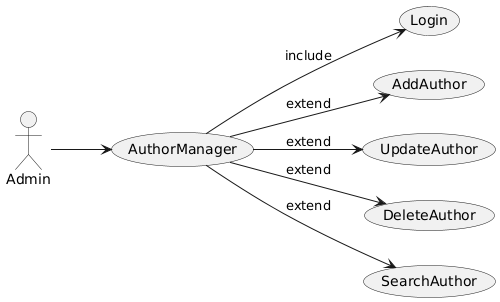 Login
include
AddAuthor
extend
Admin
AuthorManager
extend
UpdateAuthor
extend
DeleteAuthor
extend
SearchAuthor